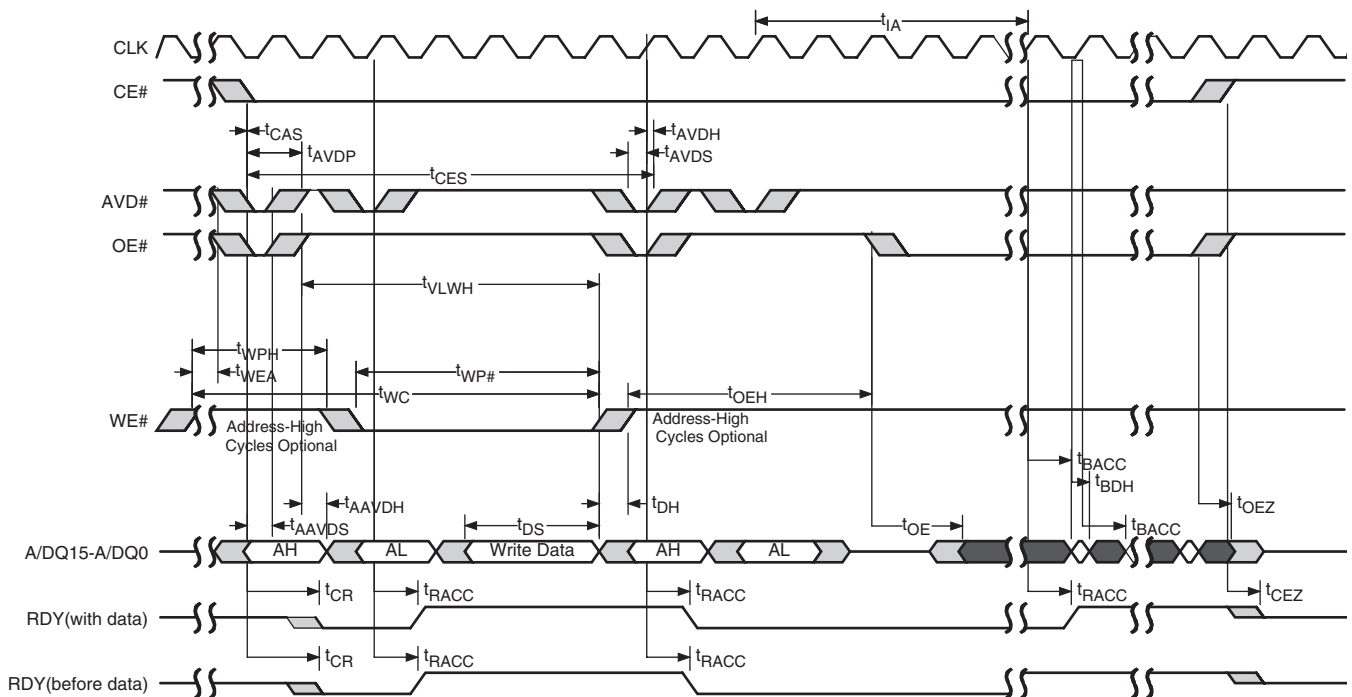 tIA
CLK
CE#
tCAS
tAVDH
tAVDP
tAVDS
tCES
AVD#
OE#
tVLWH
tWPH
tWEA
tWP#
tWC
tOEH
WE#
Address-High
Cycles Optional
Address-High
Cycles Optional
tBACC
tBDH
tAAVDH
tDH
tOEZ
tAAVDS
tDS
tOE
tBACC
A/DQ15-A/DQ0
AH
AL
Write Data
AH
AL
tCR
tRACC
tRACC
tRACC
tCEZ
RDY(with data)
tCR
tRACC
tRACC
RDY(before data)